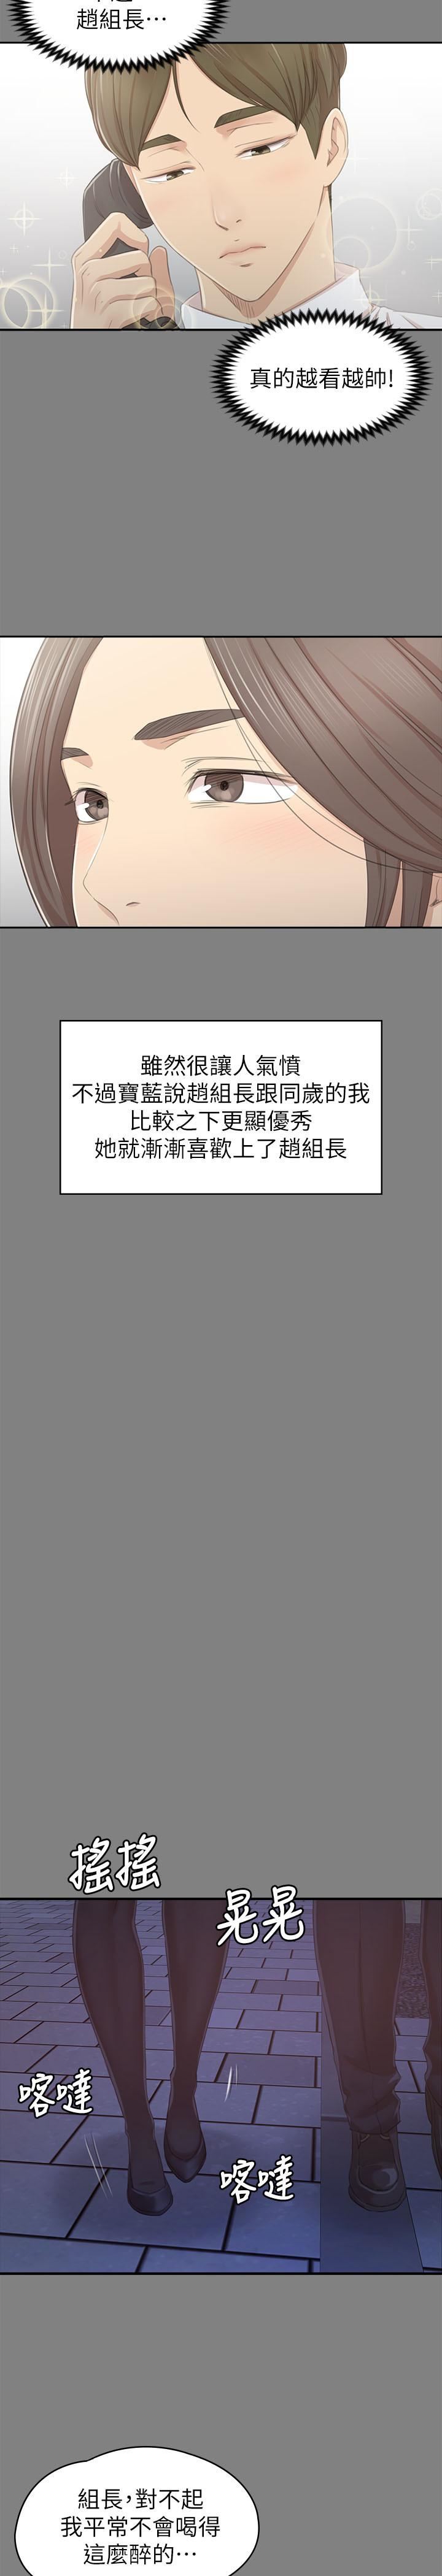 趙組長…
真的越看越帥!
雖然很讓人氣憤
不過寶藍說趙組長跟同歲的我
比較之下更顯優秀
她就漸漸喜歡上了趙組長
搖搖
晃晃
喀噠
喀噠
組長,對不起
我平常不會喝得
這麼醉的…